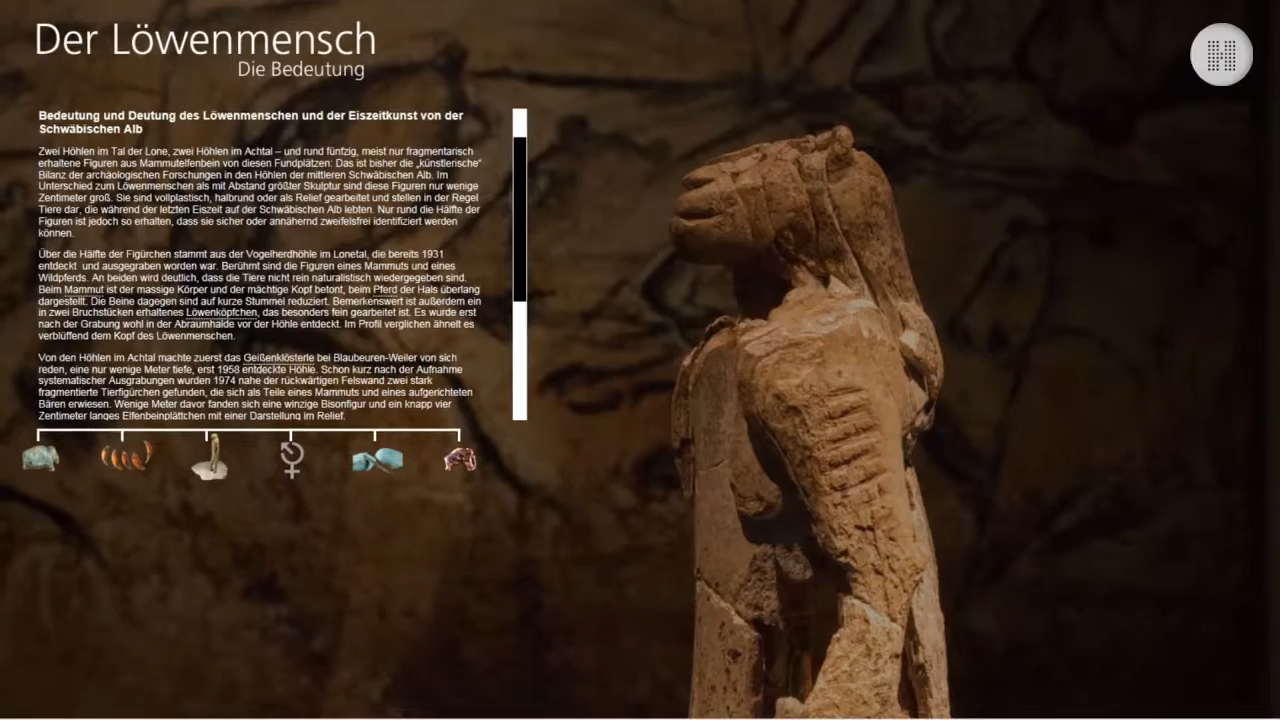 Der Löwenmensch
Die Bedeutung
Bedeutung und Deutung des Löwenmenschen und der Eiszeitkunst von der
Schwäbischen Alb
Zwei Höhlen im Tal der Lone, zwei Höhlen im Achtal – und rund fünfzig, meist nur fragmentarisch
erhaltene Figuren aus Mammutelfenbein von diesen Fundplätzen: Das ist bisher die „künstlerische“
Bilanz der archäologischen Forschungen in den Höhlen der mittleren Schwäbischen Alb. Im
Unterschied zum Löwenmenschen als mit Abstand größter Skulptur sind diese Figuren nur wenige
Zentimeter groß. Sie sind vollplastisch, halbrund oder als Relief gearbeitet und stellen in der Regel
Tiere dar, die während der letzten Eiszeit auf der Schwäbischen Alb lebten. Nur rund die Hälfte der
Figuren ist jedoch so erhalten, dass sie sicher oder annähernd zweifelsfrei identifiziert werden
können.
Über die Hälfte der Figürchen stammt aus der Vogelherdhöhle im Lonetal, die bereits 1931
entdeckt und ausgegraben worden war. Berühmt sind die Figuren eines Mammuts und eines
Wildpferds. An beiden wird deutlich, dass die Tiere nicht rein naturalistisch wiedergegeben sind.
Beim Mammut ist der massige Körper und der mächtige Kopf betont, beim Pferd der Hals überlang
dargestellt. Die Beine dagegen sind auf kurze Stummel reduziert. Bemerkenswert ist außerdem ein
in zwei Bruchstücken erhaltenes Löwenköpfchen, das besonders fein gearbeitet ist. Es wurde erst
nach der Grabung wohl in der Abraumhalde vor der Höhle entdeckt. Im Profil verglichen ähnelt es
verblüffend dem Kopf des Löwenmenschen.
Von den Höhlen im Achtal machte zuerst das Geißenklösterle bei Blaubeuren-Weiler von sich
reden, eine nur wenige Meter tiefe, erst 1958 entdeckte Höhle. Schon kurz nach der Aufnahme
systematischer Ausgrabungen wurden 1974 nahe der rückwärtigen Felswand zwei stark
fragmentierte Tierfigürchen gefunden, die sich als Teile eines Mammuts und eines aufgerichteten
Bären erwiesen. Wenige Meter davor fanden sich eine winzige Bisonfigur und ein knapp vier
Zentimeter langes Elfenbeinplättchen mit einer Darstellung im Relief.